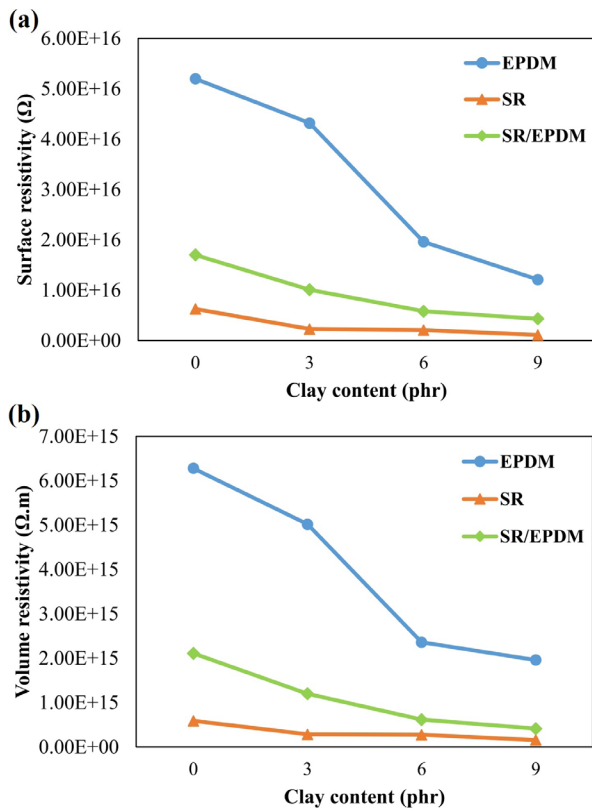 (a)
6.00E+16
5.00E+16
4.00E+16
3.00E+16
2.00E+16
1.00E+16
0.00E+00
Surface resistivity (Ω)
EPDM
SR
SR/EPDM
0 3 6 9
Clay content (phr)
(b)
7.00E+15
6.00E+15
5.00E+15
4.00E+15
3.00E+15
2.00E+15
1.00E+15
0.00E+00
Volume resistivity (Ω.m)
EPDM
SR
SR/EPDM
0 3 6 9
Clay content (phr)